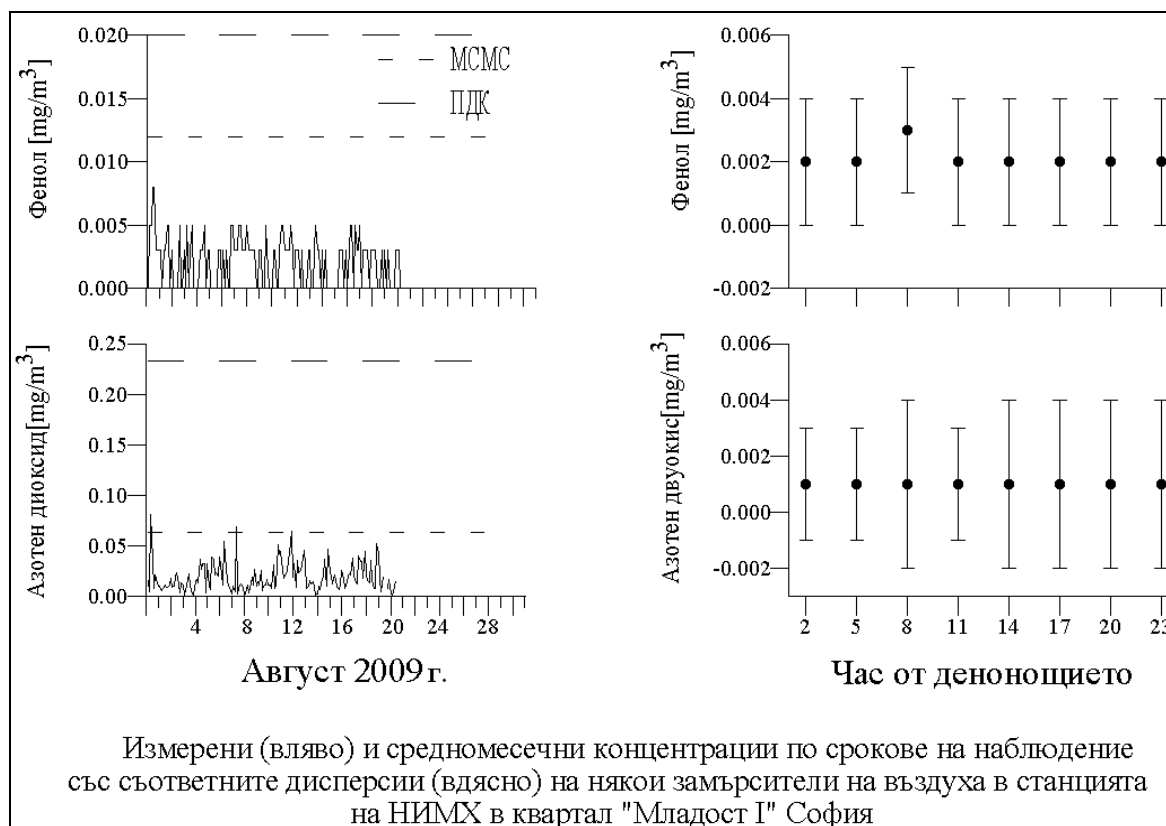 Фенол [mg/m³]
0.020
0.015
0.010
0.005
0.000
МСМС
ПДК
Фенол [mg/m³]
0.006
0.004
0.002
0.000
-0.002
Азотен диоксид[mg/m³]
0.25
0.20
0.15
0.10
0.05
0.00
4 8 12 16 20 24 28
Август 2009 г.
Азотен двуокис[mg/m³]
0.006
0.004
0.002
0.000
-0.002
2 5 8 11 14 17 20 23
Час от денонощието
Измерени (вляво) и средномесечни концентрации по срокове на наблюдение
със съответните дисперсии (вдясно) на някои замърсители на въздуха в станцията
на НИМХ в квартал "Младост I" София